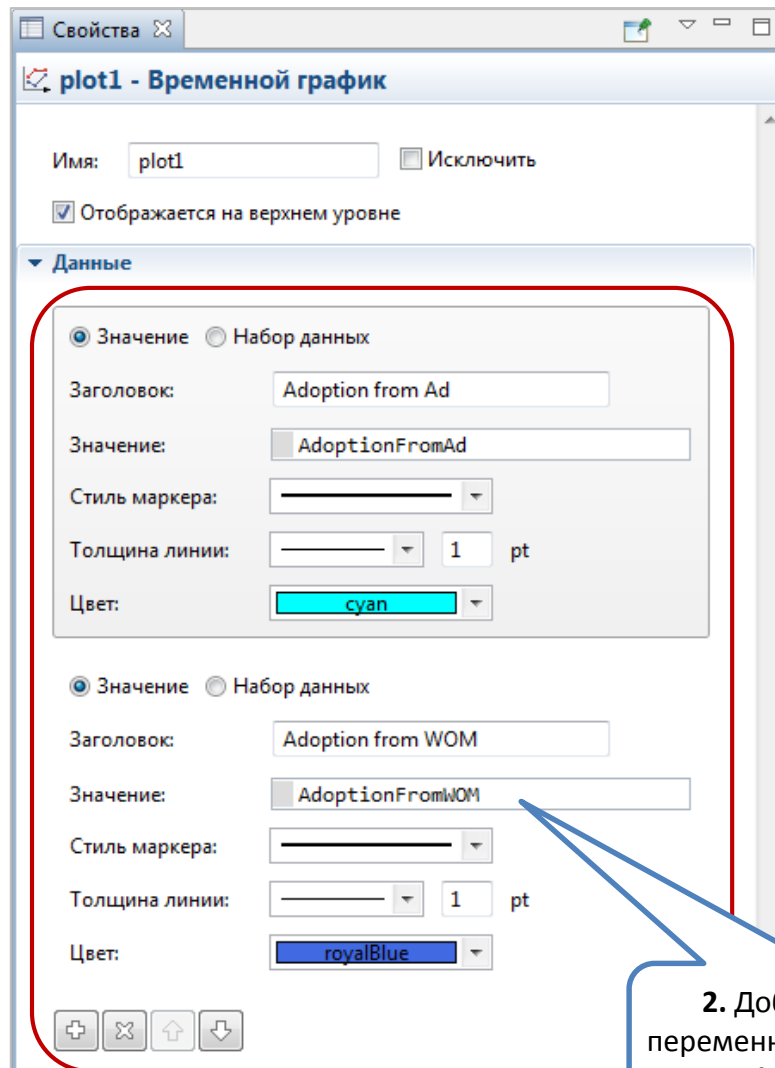 Свойства
plot1 - Временной график
Имя: plot1 Исключить
Отображается на верхнем уровне
Данные
Значение Набор данных
Заголовок: Adoption from Ad
Значение: AdoptionFromAd
Стиль маркера:
Толщина линии: 1 pt
Цвет: cyan
Значение Набор данных
Заголовок: Adoption from WOM
Значение: AdoptionFromWOM
Стиль маркера:
Толщина линии: 1 pt
Цвет: royalBlue
2.